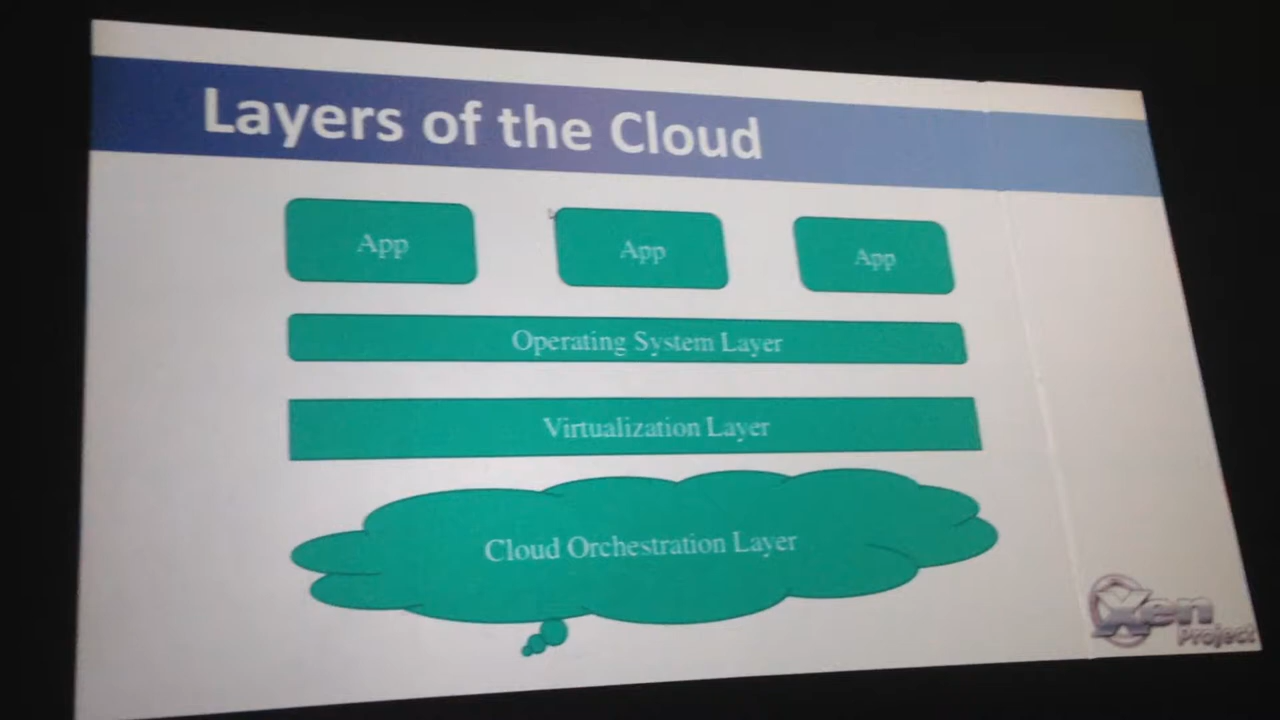 Layers of the Cloud
App
App
App
Operating System Layer
Virtualization Layer
Cloud Orchestration Layer
Xen
Project